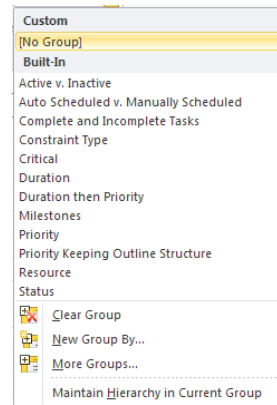 Custom
[No Group]
Built-In
Active v. Inactive
Auto Scheduled v. Manually Scheduled
Complete and Incomplete Tasks
Constraint Type
Critical
Duration
Duration then Priority
Milestones
Priority
Priority Keeping Outline Structure
Resource
Status
Clear Group
New Group By...
More Groups...
Maintain Hierarchy in Current Group